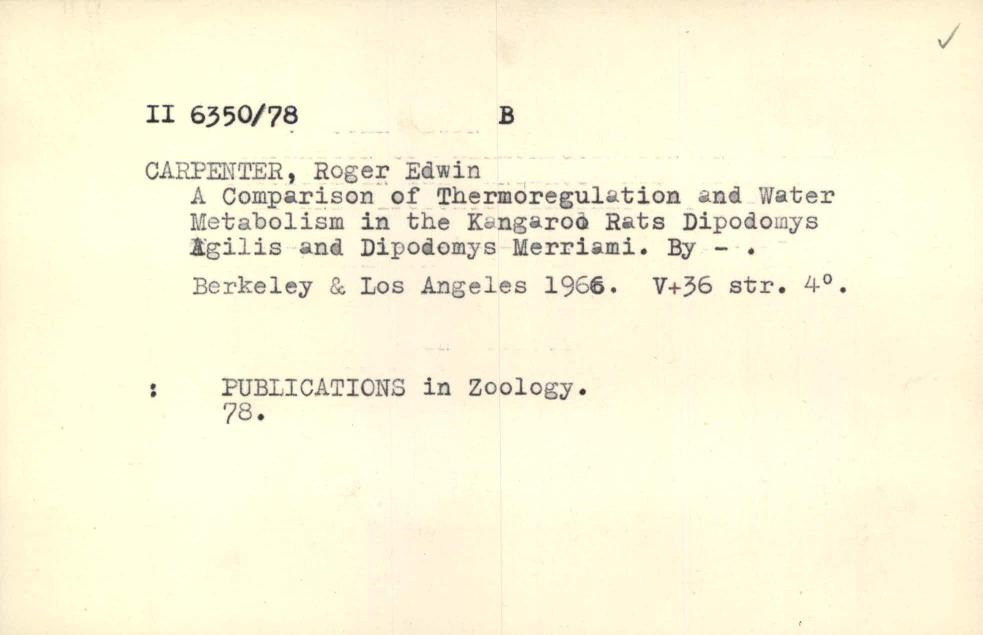 II 6350/78 B
CARPENTER, Roger Edwin
A Comparison of Thermoregulation and Water
Metabolism in the Kangaroo Rats Dipodomys
Agilis and Dipodomys Merriami. By - .
Berkeley & Los Angeles 1966. V+36 str. 4°.
: PUBLICATIONS in Zoology.
78.